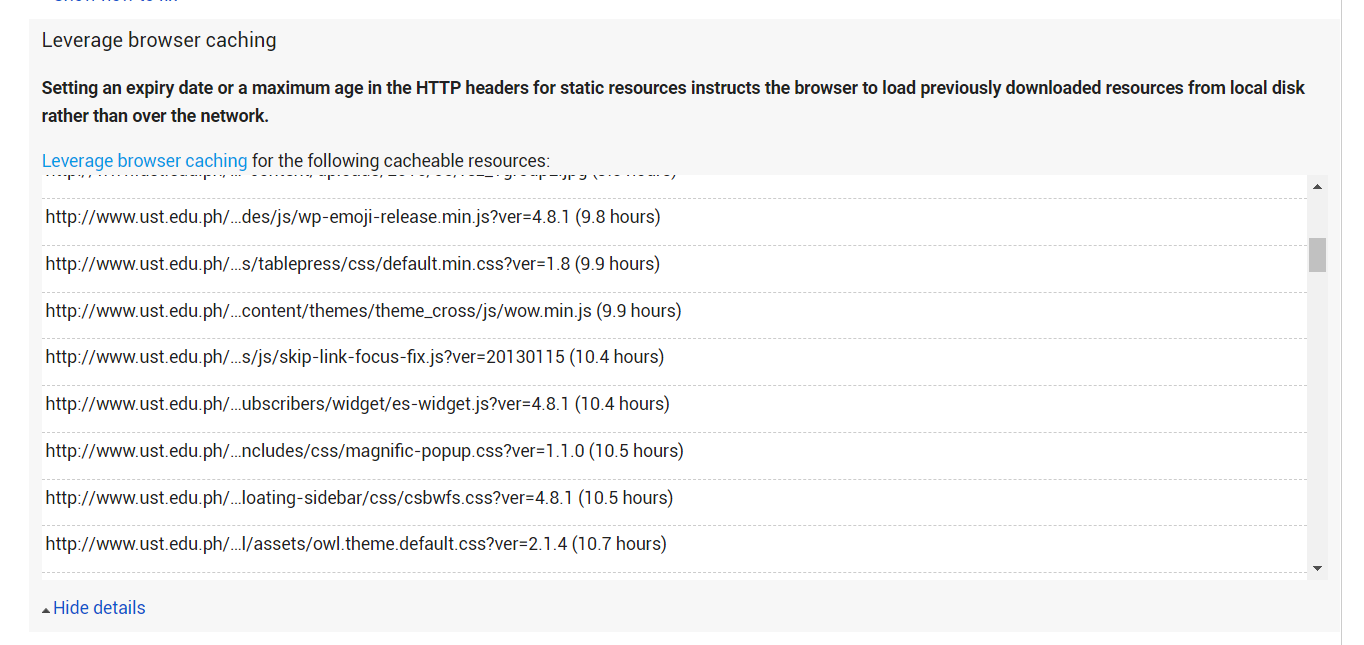 Leverage browser caching
Setting an expiry date or a maximum age in the HTTP headers for static resources instructs the browser to load previously downloaded resources from local disk
rather than over the network.
Leverage browser caching for the following cacheable resources:
http://www.ust.edu.ph/…des/js/wp-emoji-release.min.js?ver=4.8.1 (9.8 hours)
http://www.ust.edu.ph/…s/tablepress/css/default.min.css?ver=1.8 (9.9 hours)
http://www.ust.edu.ph/…content/themes/theme_cross/js/wow.min.js (9.9 hours)
http://www.ust.edu.ph/…s/js/skip-link-focus-fix.js?ver=20130115 (10.4 hours)
http://www.ust.edu.ph/…ubscribers/widget/es-widget.js?ver=4.8.1 (10.4 hours)
http://www.ust.edu.ph/…ncludes/css/magnific-popup.css?ver=1.1.0 (10.5 hours)
http://www.ust.edu.ph/…loating-sidebar/css/csbwfs.css?ver=4.8.1 (10.5 hours)
http://www.ust.edu.ph/…l/assets/owl.theme.default.css?ver=2.1.4 (10.7 hours)
Hide details